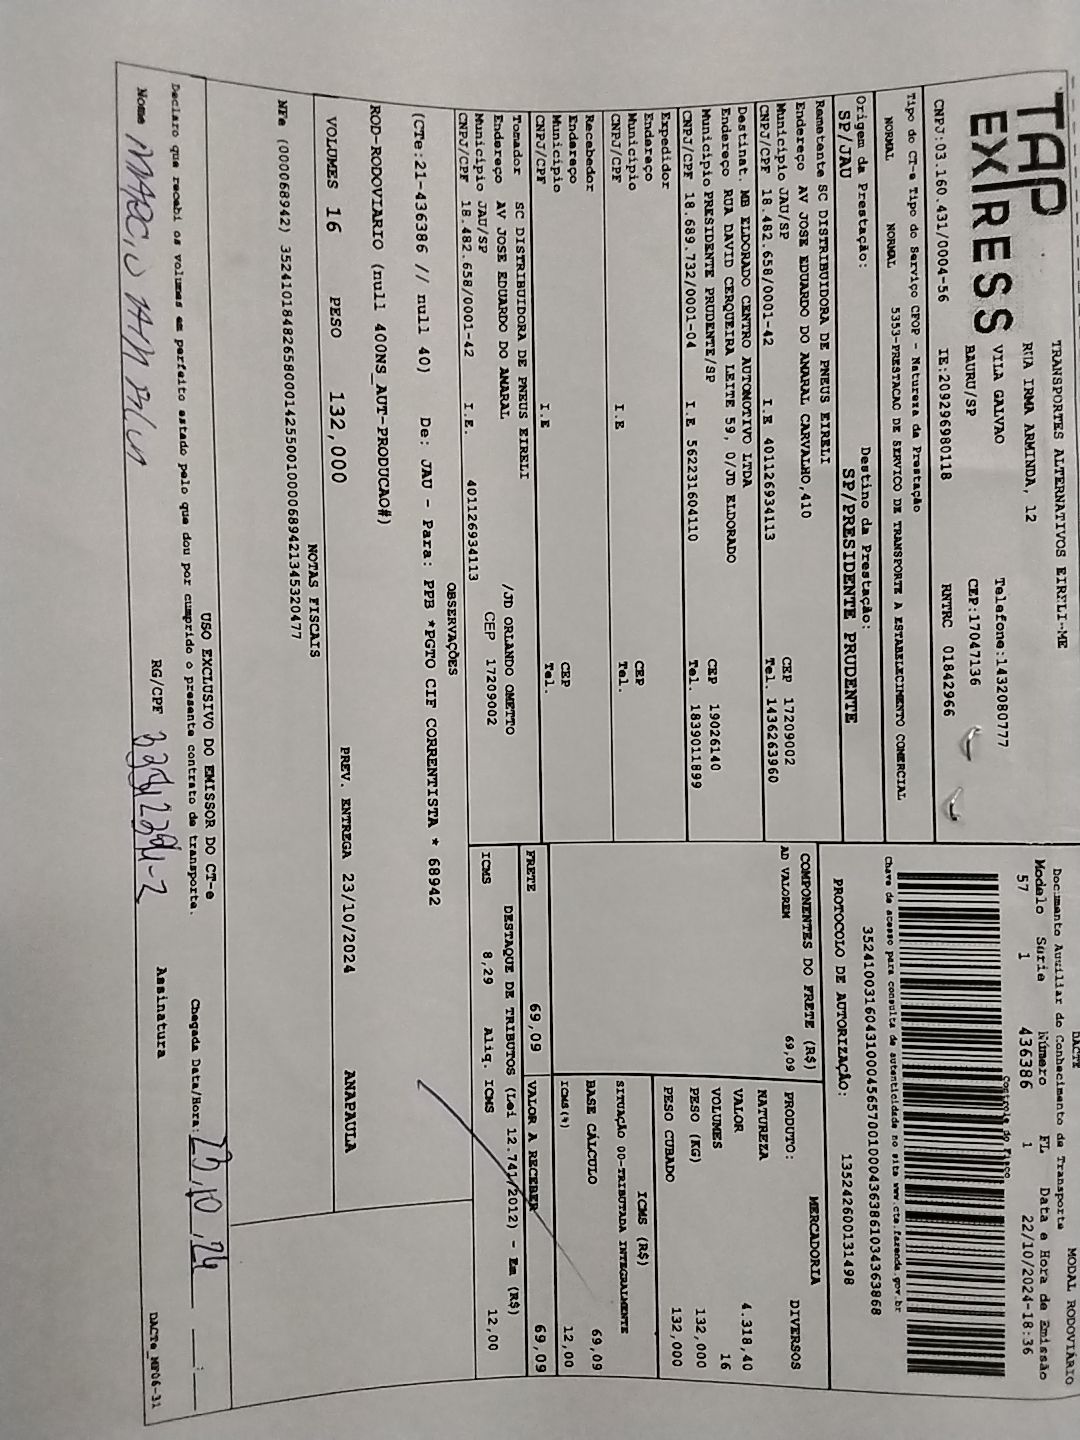 TAP
EXPRESS
TRANSPORTES ALTERNATIVOS EIRELI-ME
RUA IRMA ARMINDA, 12
VILA GALVAO Telefone:1432080777
BAURU/SP CEP:17047136
CNPJ:03.160.431/0004-56 IE:209296980118 RNTRC 01842966
DACTE MODAL RODOVIÁRIO
Documento Auxiliar do Conhecimento de Transporte
Modelo Série Número FL Data e Hora de Emissão
57 1 436386 1 22/10/2024-18:36
Controle do Fisco
Tipo do CT-e Tipo do Serviço CFOP - Natureza da Prestação
NORMAL NORMAL 5353-PRESTACAO DE SERVICO DE TRANSPORTE A ESTABELECIMENTO COMERCIAL
Chave de acesso para consulta de autenticidade no site www.cte.fazenda.gov.br
35241003160431000456570010004363861034363868
Origem da Prestação: Destino da Prestação:
SP/JAU SP/PRESIDENTE PRUDENTE
PROTOCOLO DE AUTORIZAÇÃO: 135242600131498
Remetente SC DISTRIBUIDORA DE PNEUS EIRELI
Endereço AV JOSE EDUARDO DO AMARAL CARVALHO,410
Município JAU/SP CEP 17209002
CNPJ/CPF 18.482.658/0001-42 I.E 401126934113 Tel. 1436263960
Destinat. MB ELDORADO CENTRO AUTOMOTIVO LTDA
Endereço RUA DAVID CERQUEIRA LEITE 59, 0/JD ELDORADO
Município PRESIDENTE PRUDENTE/SP CEP 19026140
CNPJ/CPF 18.689.732/0001-04 I.E 562231604110 Tel. 1839011899
Expedidor
Endereço
Município CEP
CNPJ/CPF I.E Tel.
Recebedor
Endereço
Município CEP
CNPJ/CPF I.E Tel.
COMPONENTES DO FRETE (R$)
AD VALOREM 69,09
MERCADORIA
PRODUTO: DIVERSOS
NATUREZA
VALOR 4.318,40
VOLUMES 16
PESO (KG) 132,000
PESO CUBADO 132,000
ICMS (R$)
SITUAÇÃO 00-TRIBUTADA INTEGRALMENTE
BASE CÁLCULO 69,09
ICMS(%) 12,00
FRETE 69,09 VALOR A RECEBER 69,09
Tomador SC DISTRIBUIDORA DE PNEUS EIRELI
Endereço AV JOSE EDUARDO DO AMARAL /JD ORLANDO OMETTO
Município JAU/SP CEP 17209002
CNPJ/CPF 18.482.658/0001-42 I.E. 401126934113
DESTAQUE DE TRIBUTOS (Lei 12.741/2012) - Em (R$)
ICMS 8,29 Aliq. ICMS 12,00
OBSERVAÇÕES
(CTe:21-436386 // null 40) De: JAU - Para: PPB *PGTO CIF CORRENTISTA * 68942
ROD-RODOVIARIO (null 400NS_AUT-PRODUCAO#)
VOLUMES 16 PESO 132,000 PREV. ENTREGA 23/10/2024 ANAPAULA
NOTAS FISCAIS
NFe (000068942) 35241018482658000142550010000689421345320477
USO EXCLUSIVO DO EMISSOR DO CT-e
Declaro que recebi os volumes em perfeito estado pelo que dou por cumprido o presente contrato de transporte. Chegada Data/Hora: 23,10,24 :
Nome RG/CPF Assinatura
DACTe_MF06-31